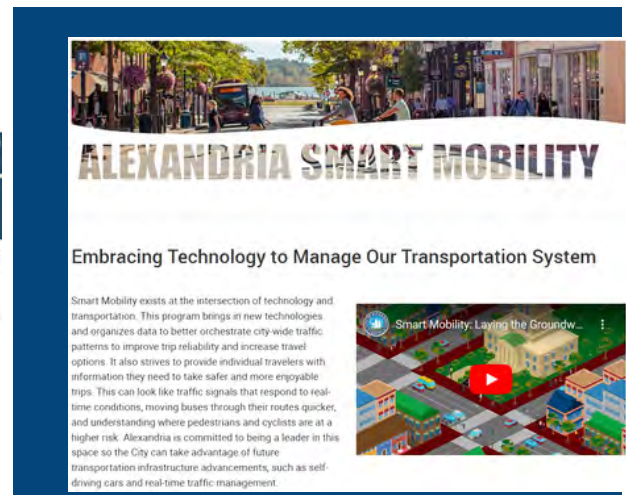 ALEXANDRIA SMART MOBILITY
Embracing Technology to Manage Our Transportation System
Smart Mobility exists at the intersection of technology and
transportation. This program brings in new technologies
and organizes data to better orchestrate city-wide traffic
patterns to improve trip reliability and increase travel
options. It also strives to provide individual travelers with
information they need to take safer and more enjoyable
trips. This can look like traffic signals that respond to real-
time conditions, moving buses through their routes quicker,
and understanding where pedestrians and cyclists are at a
higher risk. Alexandria is committed to being a leader in this
space so the City can take advantage of future
transportation infrastructure advancements, such as self-
driving cars and real-time traffic management.
Smart Mobility: Laying the Groundw...